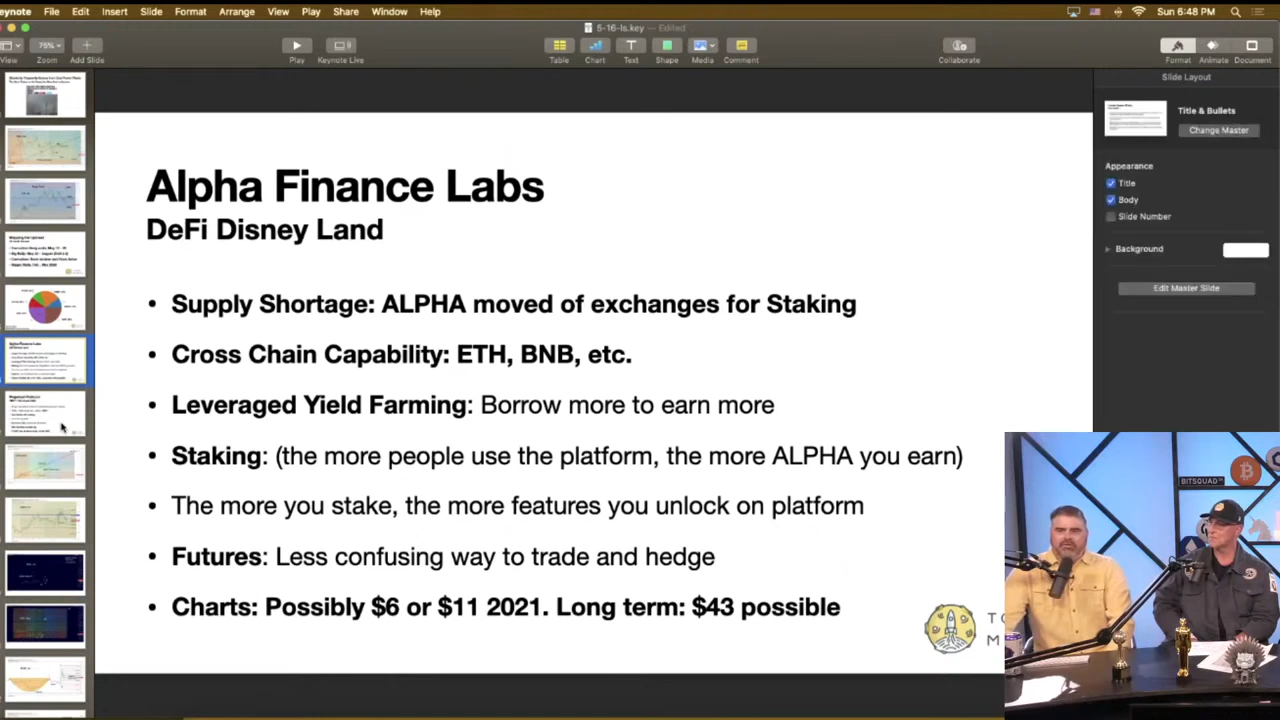 eynote File Edit Insert Slide Format Arrange View Play Share Window Help Sun 6:48 PM
5-16-ls.key — Edited
75%
View Zoom Add Slide Play Keynote Live Table Chart Text Shape Media Comment Collaborate Format Animate Document
Slide Layout
Title & Bullets
Change Master
Appearance
Title
Body
Slide Number
Background
Edit Master Slide
Alpha Finance Labs
DeFi Disney Land
• Supply Shortage: ALPHA moved of exchanges for Staking
• Cross Chain Capability: ETH, BNB, etc.
• Leveraged Yield Farming: Borrow more to earn more
• Staking: (the more people use the platform, the more ALPHA you earn)
• The more you stake, the more features you unlock on platform
• Futures: Less confusing way to trade and hedge
• Charts: Possibly $6 or $11 2021. Long term: $43 possible
BITSQUAD™